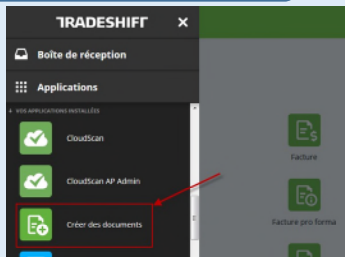 TRADESHIFT ×
Boîte de réception
Applications
VOS APPLICATIONS INSTALLÉES
CloudScan
CloudScan AP Admin
Créer des documents
Facture
Facture pro forma